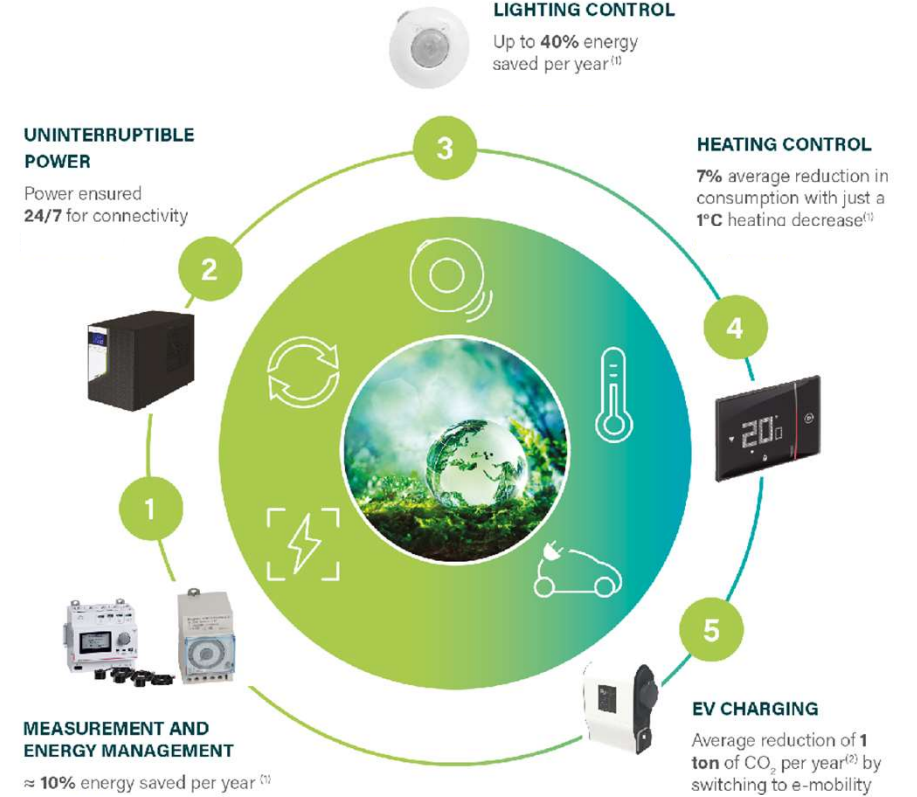 LIGHTING CONTROL
Up to 40% energy
saved per year (1)
UNINTERRUPTIBLE
POWER
Power ensured
24/7 for connectivity
3
HEATING CONTROL
7% average reduction in
consumption with just a
1°C heating decrease(1)
2
4
20
1
5
MEASUREMENT AND
ENERGY MANAGEMENT
≈ 10% energy saved per year (1)
EV CHARGING
Average reduction of 1
ton of CO₂ per year(2) by
switching to e-mobility